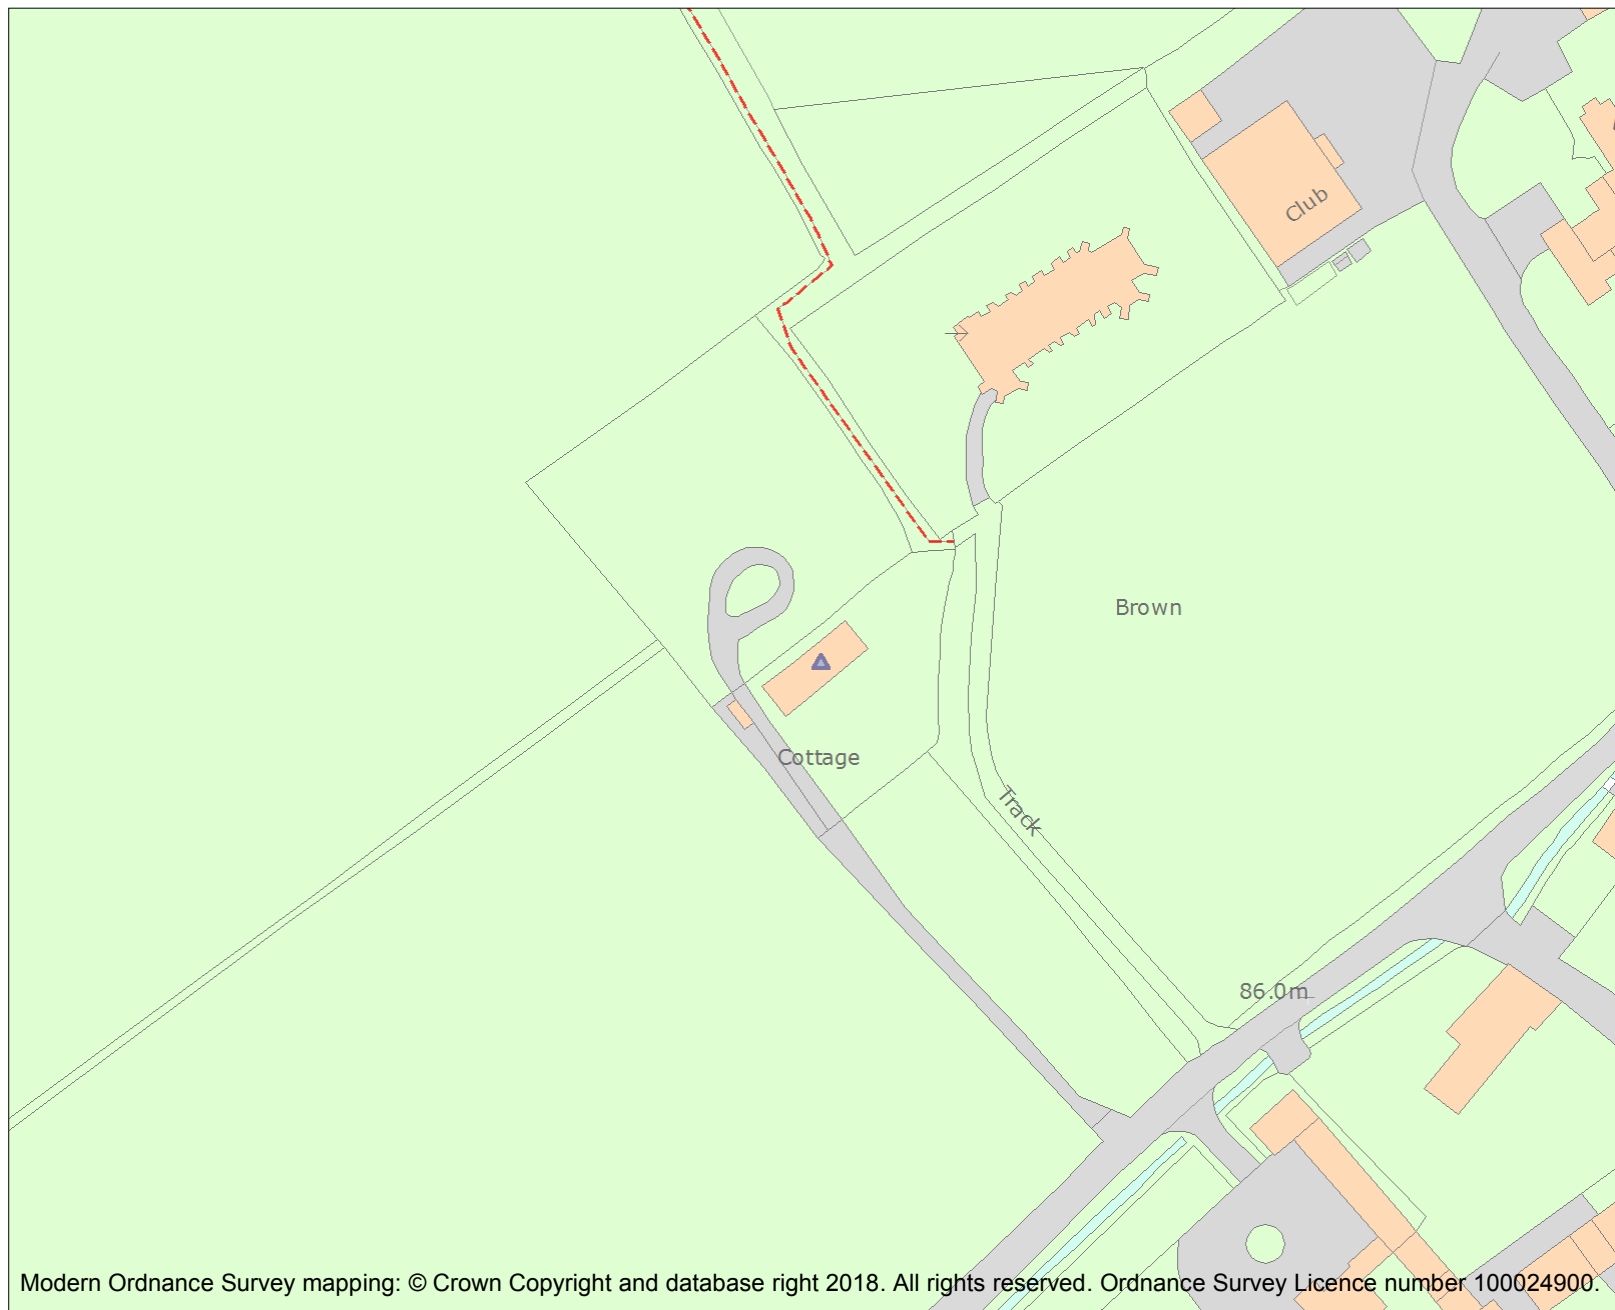 Club
Brown
Cottage
Track
86.0m
Modern Ordnance Survey mapping: © Crown Copyright and database right 2018. All rights reserved. Ordnance Survey Licence number 100024900.